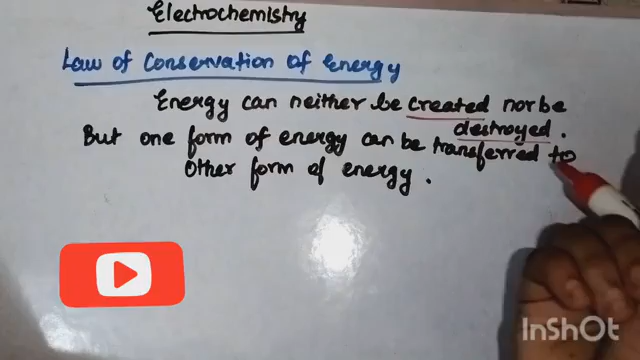 Electrochemistry
Law of Conservation of Energy
Energy can neither be created nor be
destroyed.
But one form of energy can be transferred to
Other form of energy.
InShOt